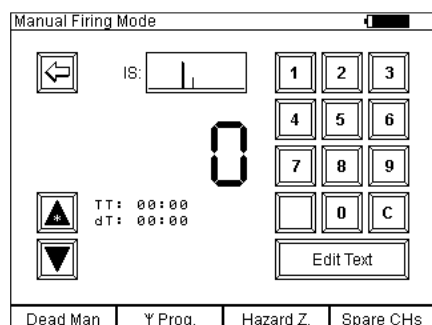 Manual Firing Mode
IS:
1 2 3
4 5 6
0
7 8 9
TT: 00:00
dT: 00:00
*
0 C
Edit Text
Dead Man Ψ Prog. Hazard Z. Spare CHs